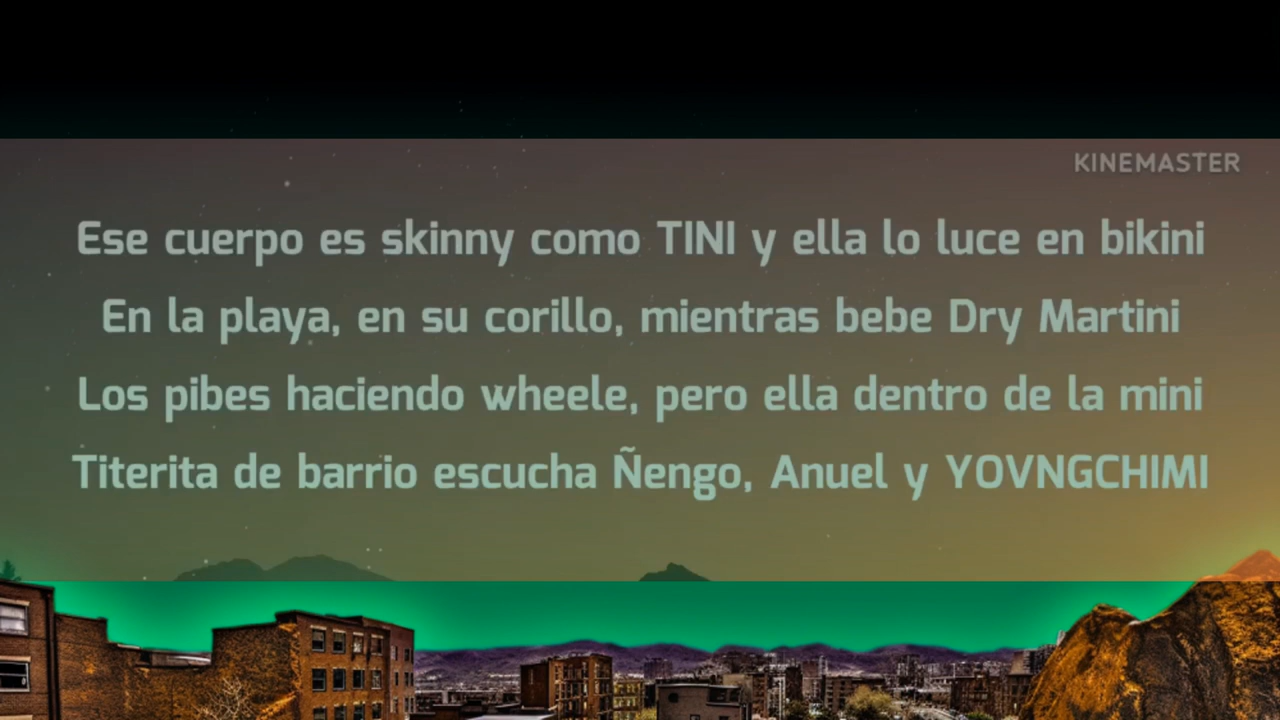 KINEMASTER
Ese cuerpo es skinny como TINI y ella lo luce en bikini
En la playa, en su corillo, mientras bebe Dry Martini
Los pibes haciendo wheele, pero ella dentro de la mini
Titerita de barrio escucha Ñengo, Anuel y YOVNGCHIMI